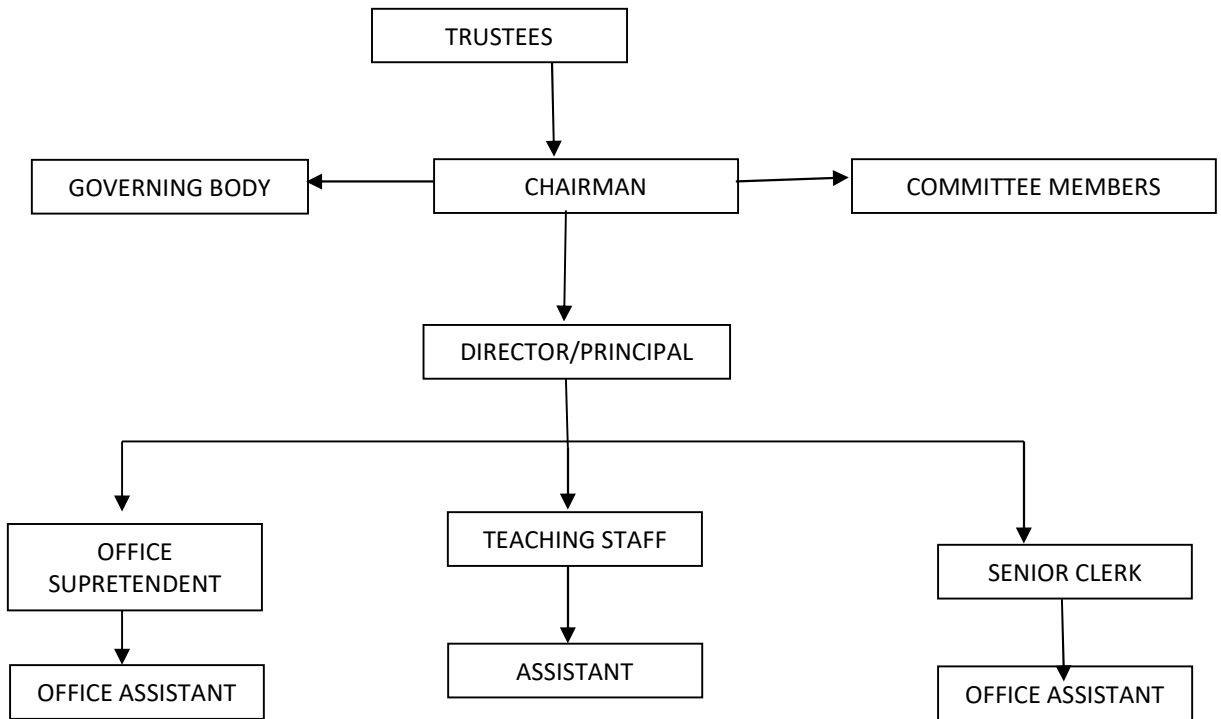 TRUSTEES
GOVERNING BODY
CHAIRMAN
COMMITTEE MEMBERS
DIRECTOR/PRINCIPAL
OFFICE
SUPRETENDENT
TEACHING STAFF
SENIOR CLERK
OFFICE ASSISTANT
ASSISTANT
OFFICE ASSISTANT